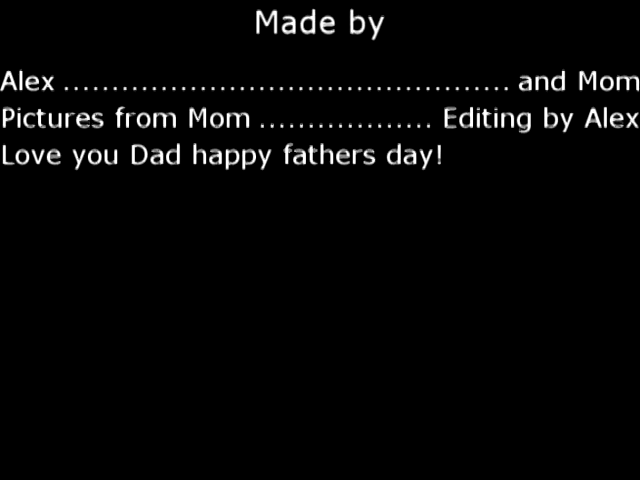 Made by
Alex .............................................. and Mom
Pictures from Mom .................. Editing by Alex
Love you Dad happy fathers day!